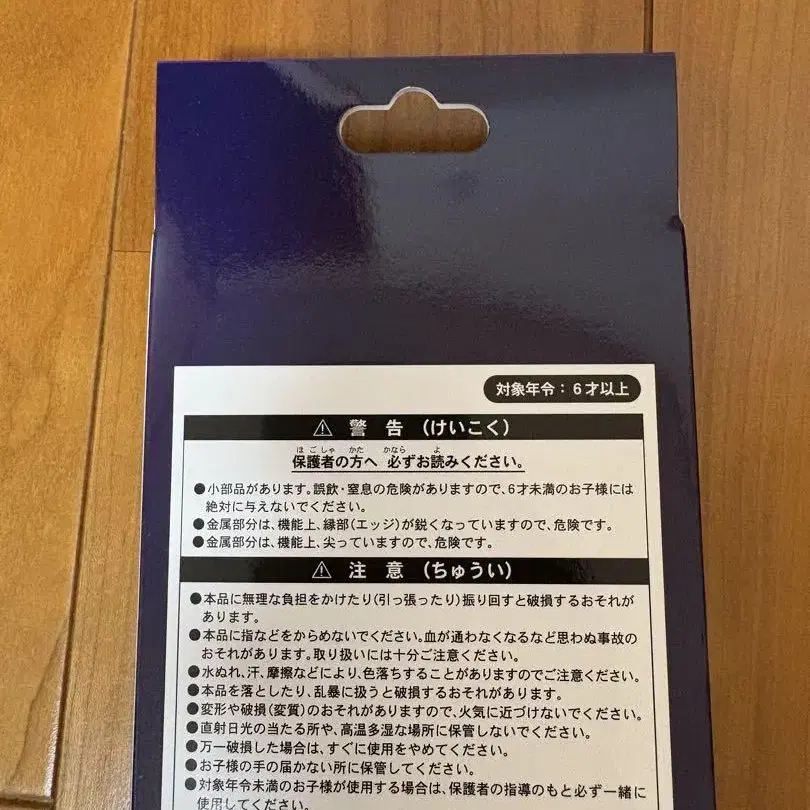 対象年令：6才以上
⚠ 警 告 （けいこく）
ほごしゃ かた かなら よ
保護者の方へ 必ずお読みください。
●小部品があります。誤飲・窒息の危険がありますので、6才未満のお子様には
絶対に与えないでください。
●金属部分は、機能上、縁部（エッジ）が鋭くなっていますので、危険です。
●金属部分は、機能上、尖っていますので、危険です。
⚠ 注 意 （ちゅうい）
●本品に無理な負担をかけたり（引っ張ったり）振り回すと破損するおそれが
あります。
●本品に指などをからめないでください。血が通わなくなるなど思わぬ事故の
おそれがあります。取り扱いには十分ご注意ください。
●水ぬれ、汗、摩擦などにより、色落ちすることがありますのでご注意ください。
●本品を落としたり、乱暴に扱うと破損するおそれがあります。
●変形や破損（変質）のおそれがありますので、火気に近づけないでください。
●直射日光の当たる所や、高温多湿な場所に保管しないでください。
●万一破損した場合は、すぐに使用をやめてください。
●お子様の手の届かない所に保管してください。
●対象年令未満のお子様が使用する場合は、保護者の指導のもと必ず一緒に
使用してください。